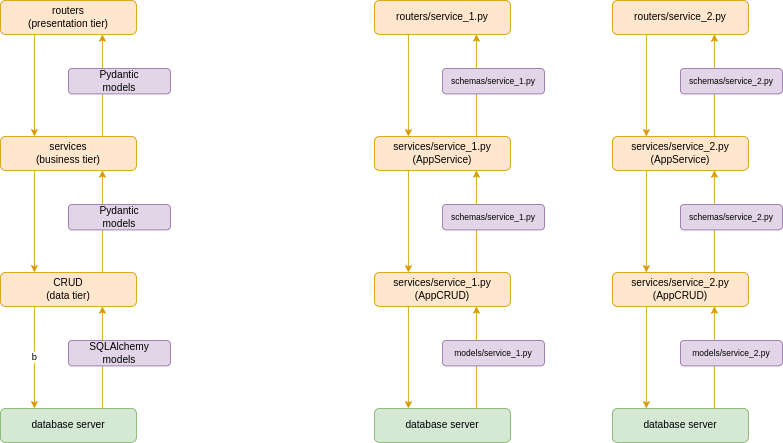 routers
(presentation tier)
routers/service_1.py
routers/service_2.py
Pydantic
models
schemas/service_1.py
schemas/service_2.py
services
(business tier)
services/service_1.py
(AppService)
services/service_2.py
(AppService)
Pydantic
models
schemas/service_1.py
schemas/service_2.py
CRUD
(data tier)
services/service_1.py
(AppCRUD)
services/service_2.py
(AppCRUD)
b
SQLAlchemy
models
models/service_1.py
models/service_2.py
database server
database server
database server